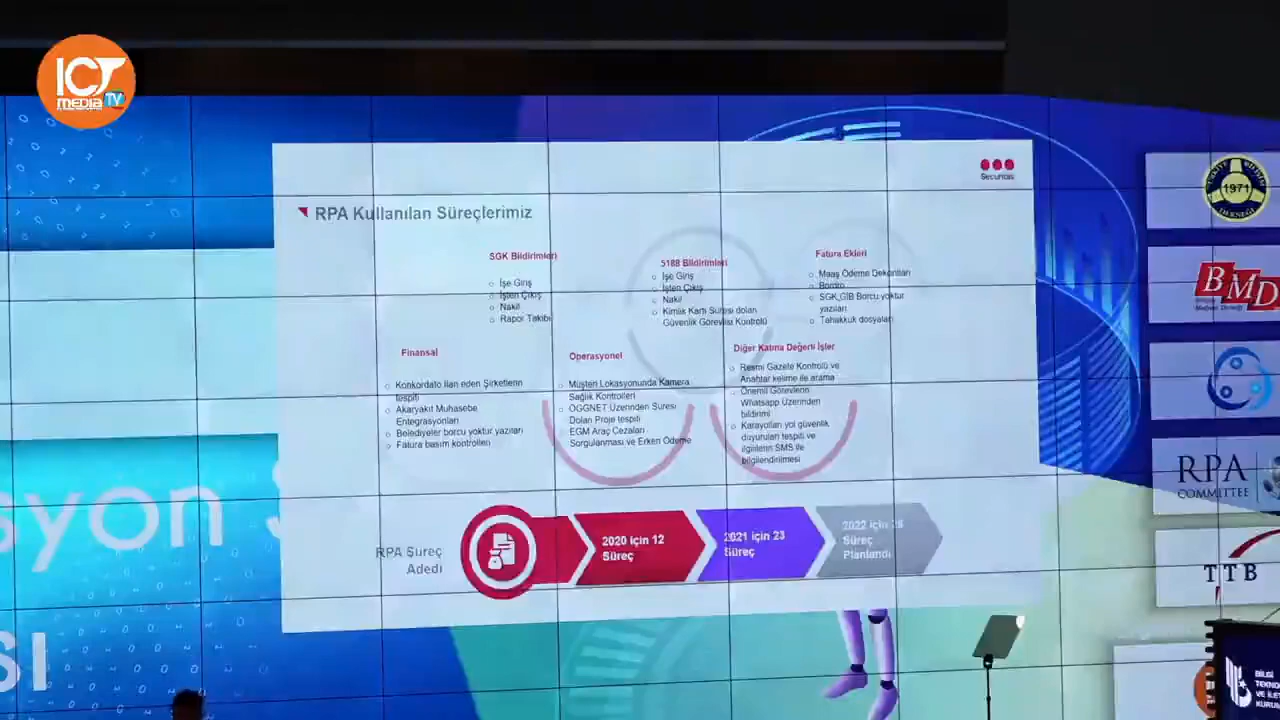 ICT
MEDIA TV
Securitas
RPA Kullanılan Süreçlerimiz
SGK Bildirimleri
İşe Giriş
İşten Çıkış
Nakil
Rapor Takibi
5188 Bildirimleri
İşe Giriş
İşten Çıkış
Nakil
Kimlik Kartı Süresi dolan
Güvenlik Görevlisi Kontrolü
Fatura Ekleri
Maaş Ödeme Dekontları
Bordro
SGK,GİB Borcu yoktur
yazıları
Tahakkuk dosyaları
Finansal
Konkordato ilan eden Şirketlerin
tespiti
Akaryakıt Muhasebe
Entegrasyonları
Belediyeler borcu yoktur yazıları
Fatura basım kontrolleri
Operasyonel
Müşteri Lokasyonunda Kamera
Sağlık Kontrolleri
ÖGGNET Üzerinden Süresi
Dolan Proje tespiti
EGM Araç Cezaları
Sorgulanması ve Erken Ödeme
Diğer Katma Değerli İşler
Resmi Gazete Kontrolü ve
Anahtar kelime ile arama
Önemli Görevlerin
Whatsapp Üzerinden
bildirimi
Karayolları yol güvenlik
duyuruları tespiti ve
ilgililerin SMS ile
bilgilendirilmesi
RPA Süreç
Adedi
2020 için 12
Süreç
2021 için 23
Süreç
2022 için
Süreç
Planlandı
syon
SI
1971
BMD
RPA
COMMITTEE
TTB
BİLGİ